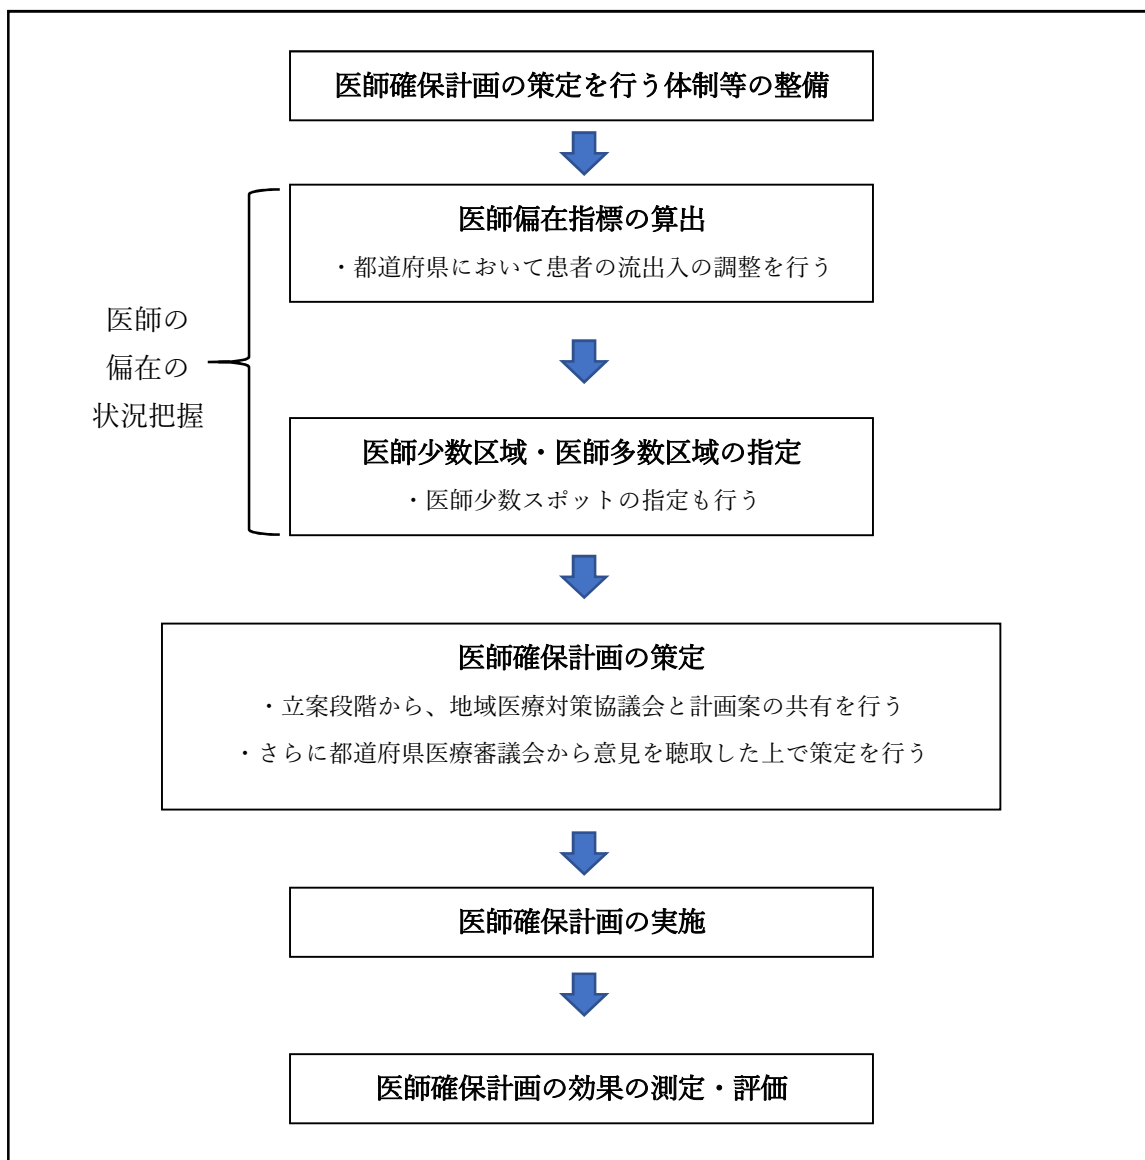 医師確保計画の策定を行う体制等の整備
医師偏在指標の算出
・都道府県において患者の流出入の調整を行う
医師の
偏在の
状況把握
医師少数区域・医師多数区域の指定
・医師少数スポットの指定も行う
医師確保計画の策定
・立案段階から、地域医療対策協議会と計画案の共有を行う
・さらに都道府県医療審議会から意見を聴取した上で策定を行う
医師確保計画の実施
医師確保計画の効果の測定・評価